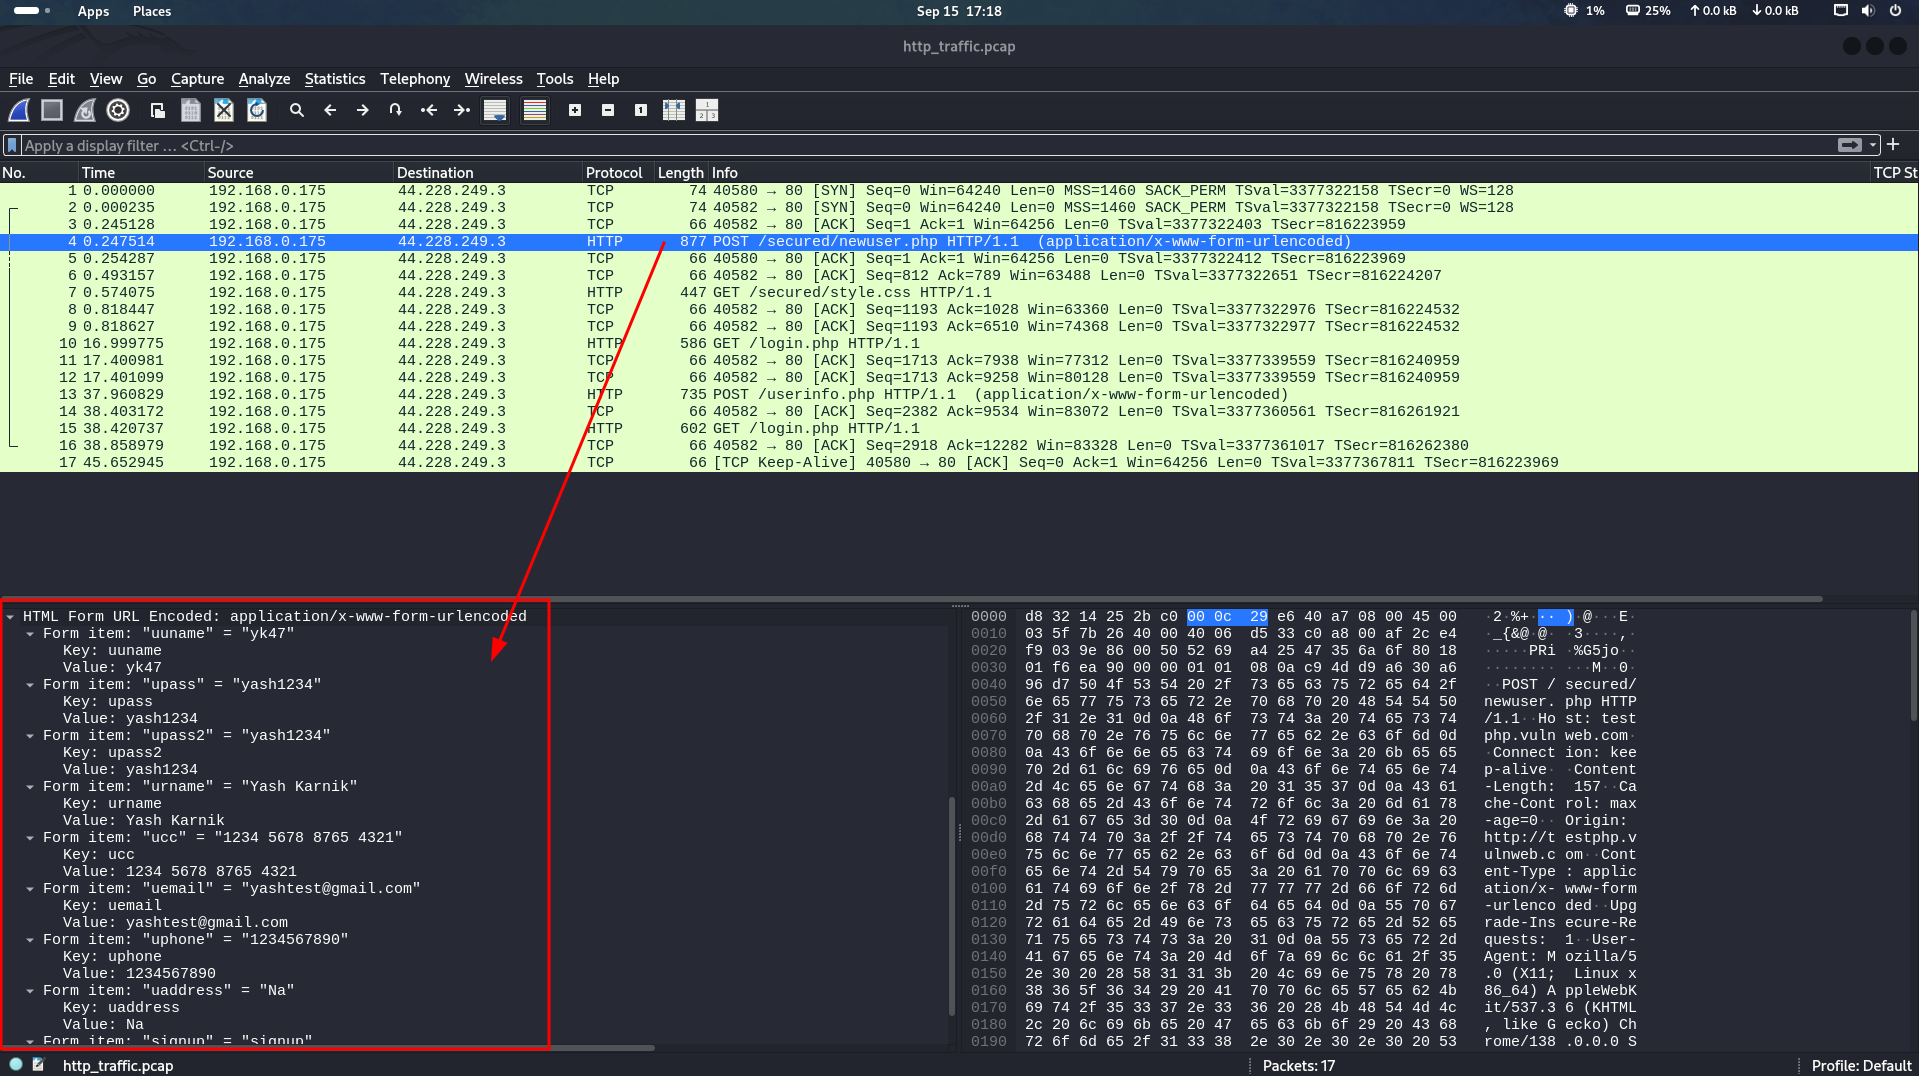 Apps Places Sep 15 17:18 1% 25% 0.0 kB 0.0 kB
http_traffic.pcap
File Edit View Go Capture Analyze Statistics Telephony Wireless Tools Help
Apply a display filter … <Ctrl-/>
No. Time Source Destination Protocol Length Info TCP St
1 0.000000 192.168.0.175 44.228.249.3 TCP 74 40580 → 80 [SYN] Seq=0 Win=64240 Len=0 MSS=1460 SACK_PERM TSval=3377322158 TSecr=0 WS=128
2 0.000235 192.168.0.175 44.228.249.3 TCP 74 40582 → 80 [SYN] Seq=0 Win=64240 Len=0 MSS=1460 SACK_PERM TSval=3377322158 TSecr=0 WS=128
3 0.245128 192.168.0.175 44.228.249.3 TCP 66 40582 → 80 [ACK] Seq=1 Ack=1 Win=64256 Len=0 TSval=3377322403 TSecr=816223959
4 0.247514 192.168.0.175 44.228.249.3 HTTP 877 POST /secured/newuser.php HTTP/1.1 (application/x-www-form-urlencoded)
5 0.254287 192.168.0.175 44.228.249.3 TCP 66 40580 → 80 [ACK] Seq=1 Ack=1 Win=64256 Len=0 TSval=3377322412 TSecr=816223969
6 0.493157 192.168.0.175 44.228.249.3 TCP 66 40582 → 80 [ACK] Seq=812 Ack=789 Win=63488 Len=0 TSval=3377322651 TSecr=816224207
7 0.574075 192.168.0.175 44.228.249.3 HTTP 447 GET /secured/style.css HTTP/1.1
8 0.818447 192.168.0.175 44.228.249.3 TCP 66 40582 → 80 [ACK] Seq=1193 Ack=1028 Win=63360 Len=0 TSval=3377322976 TSecr=816224532
9 0.818627 192.168.0.175 44.228.249.3 TCP 66 40582 → 80 [ACK] Seq=1193 Ack=6510 Win=74368 Len=0 TSval=3377322977 TSecr=816224532
10 16.999775 192.168.0.175 44.228.249.3 HTTP 586 GET /login.php HTTP/1.1
11 17.400981 192.168.0.175 44.228.249.3 TCP 66 40582 → 80 [ACK] Seq=1713 Ack=7938 Win=77312 Len=0 TSval=3377339559 TSecr=816240959
12 17.401099 192.168.0.175 44.228.249.3 TCP 66 40582 → 80 [ACK] Seq=1713 Ack=9258 Win=80128 Len=0 TSval=3377339559 TSecr=816240959
13 37.960829 192.168.0.175 44.228.249.3 HTTP 735 POST /userinfo.php HTTP/1.1 (application/x-www-form-urlencoded)
14 38.403172 192.168.0.175 44.228.249.3 TCP 66 40582 → 80 [ACK] Seq=2382 Ack=9534 Win=83072 Len=0 TSval=3377360561 TSecr=816261921
15 38.420737 192.168.0.175 44.228.249.3 HTTP 602 GET /login.php HTTP/1.1
16 38.858979 192.168.0.175 44.228.249.3 TCP 66 40582 → 80 [ACK] Seq=2918 Ack=12282 Win=83328 Len=0 TSval=3377361017 TSecr=816262380
17 45.652945 192.168.0.175 44.228.249.3 TCP 66 [TCP Keep-Alive] 40580 → 80 [ACK] Seq=0 Ack=1 Win=64256 Len=0 TSval=3377367811 TSecr=816223969
HTML Form URL Encoded: application/x-www-form-urlencoded
Form item: "uuname" = "yk47"
Key: uuname
Value: yk47
Form item: "upass" = "yash1234"
Key: upass
Value: yash1234
Form item: "upass2" = "yash1234"
Key: upass2
Value: yash1234
Form item: "urname" = "Yash Karnik"
Key: urname
Value: Yash Karnik
Form item: "ucc" = "1234 5678 8765 4321"
Key: ucc
Value: 1234 5678 8765 4321
Form item: "uemail" = "yashtest@gmail.com"
Key: uemail
Value: yashtest@gmail.com
Form item: "uphone" = "1234567890"
Key: uphone
Value: 1234567890
Form item: "uaddress" = "Na"
Key: uaddress
Value: Na
Form item: "signup" = "signup"
0000 d8 32 14 25 2b c0 00 0c 29 e6 40 a7 08 00 45 00 ·2·%+···)·@···E·
0010 03 5f 7b 26 40 00 40 06 d5 33 c0 a8 00 af 2c e4 ·_{&@·@··3····,·
0020 f9 03 9e 86 00 50 52 69 a4 25 47 35 6a 6f 80 18 ·····PRi·%G5jo··
0030 01 f6 ea 90 00 00 01 01 08 0a c9 4d d9 a6 30 a6 ···········M··0·
0040 96 d7 50 4f 53 54 20 2f 73 65 63 75 72 65 64 2f ··POST / secured/
0050 6e 65 77 75 73 65 72 2e 70 68 70 20 48 54 54 50 newuser. php HTTP
0060 2f 31 2e 31 0d 0a 48 6f 73 74 3a 20 74 65 73 74 /1.1··Ho st: test
0070 70 68 70 2e 76 75 6c 6e 77 65 62 2e 63 6f 6d 0d php.vuln web.com·
0080 0a 43 6f 6e 6e 65 63 74 69 6f 6e 3a 20 6b 65 65 ·Connect ion: kee
0090 70 2d 61 6c 69 76 65 0d 0a 43 6f 6e 74 65 6e 74 p-alive· ·Content
00a0 2d 4c 65 6e 67 74 68 3a 20 31 35 37 0d 0a 43 61 -Length: 157··Ca
00b0 63 68 65 2d 43 6f 6e 74 72 6f 6c 3a 20 6d 61 78 che-Cont rol: max
00c0 2d 61 67 65 3d 30 0d 0a 4f 72 69 67 69 6e 3a 20 -age=0·· Origin:
00d0 68 74 74 70 3a 2f 2f 74 65 73 74 70 68 70 2e 76 http://t estphp.v
00e0 75 6c 6e 77 65 62 2e 63 6f 6d 0d 0a 43 6f 6e 74 ulnweb.c om··Cont
00f0 65 6e 74 2d 54 79 70 65 3a 20 61 70 70 6c 69 63 ent-Type : applic
0100 61 74 69 6f 6e 2f 78 2d 77 77 77 2d 66 6f 72 6d ation/x- www-form
0110 2d 75 72 6c 65 6e 63 6f 64 65 64 0d 0a 55 70 67 -urlenco ded··Upg
0120 72 61 64 65 2d 49 6e 73 65 63 75 72 65 2d 52 65 rade-Ins ecure-Re
0130 71 75 65 73 74 73 3a 20 31 0d 0a 55 73 65 72 2d quests: 1··User-
0140 41 67 65 6e 74 3a 20 4d 6f 7a 69 6c 6c 61 2f 35 Agent: M ozilla/5
0150 2e 30 20 28 58 31 31 3b 20 4c 69 6e 75 78 20 78 .0 (X11; Linux x
0160 38 36 5f 36 34 29 20 41 70 70 6c 65 57 65 62 4b 86_64) A ppleWebK
0170 69 74 2f 35 33 37 2e 33 36 20 28 4b 48 54 4d 4c it/537.3 6 (KHTML
0180 2c 20 6c 69 6b 65 20 47 65 63 6b 6f 29 20 43 68 , like G ecko) Ch
0190 72 6f 6d 65 2f 31 33 38 2e 30 2e 30 2e 30 20 53 rome/138 .0.0.0 S
http_traffic.pcap Packets: 17 Profile: Default